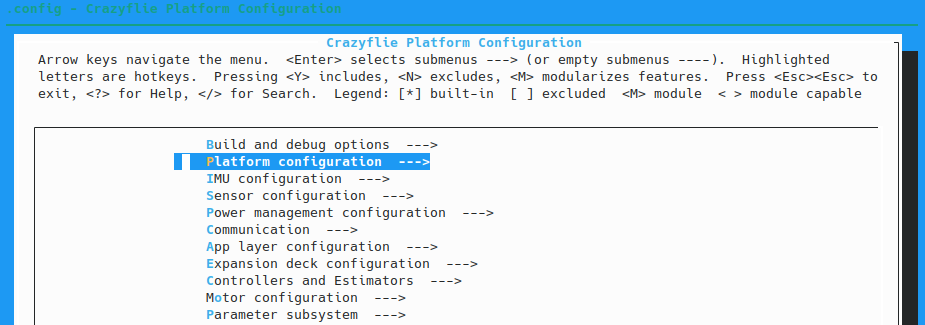 .config - Crazyflie Platform Configuration
Crazyflie Platform Configuration
Arrow keys navigate the menu.  <Enter> selects submenus ---> (or empty submenus ----).  Highlighted
letters are hotkeys.  Pressing <Y> includes, <N> excludes, <M> modularizes features.  Press <Esc><Esc> to
exit, <?> for Help, </> for Search.  Legend: [*] built-in  [ ] excluded  <M> module  < > module capable
Build and debug options  --->
Platform configuration  --->
IMU configuration  --->
Sensor configuration  --->
Power management configuration  --->
Communication  --->
App layer configuration  --->
Expansion deck configuration  --->
Controllers and Estimators  --->
Motor configuration  --->
Parameter subsystem  --->